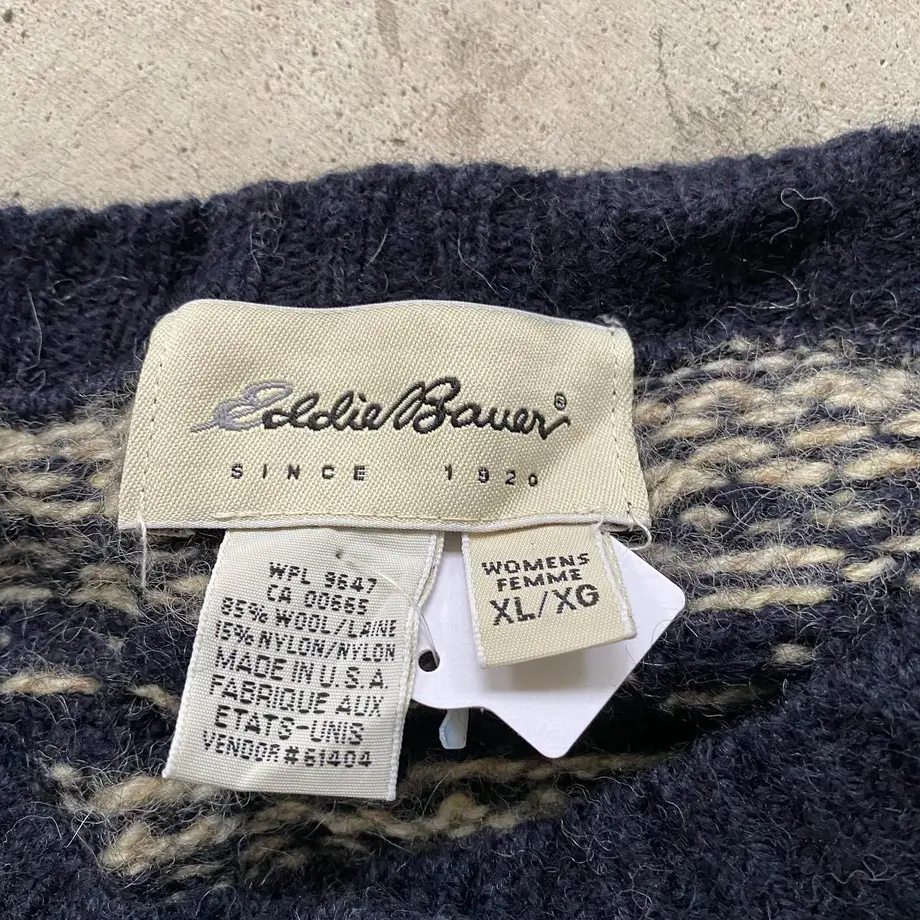 Eddie Bauer®
SINCE 1920
WPL 9647
CA 00665
85% WOOL/LAINE
15% NYLON/NYLON
MADE IN U.S.A.
FABRIQUE AUX
ETATS-UNIS
VENDOR # 61404
WOMENS
FEMME
XL/XG